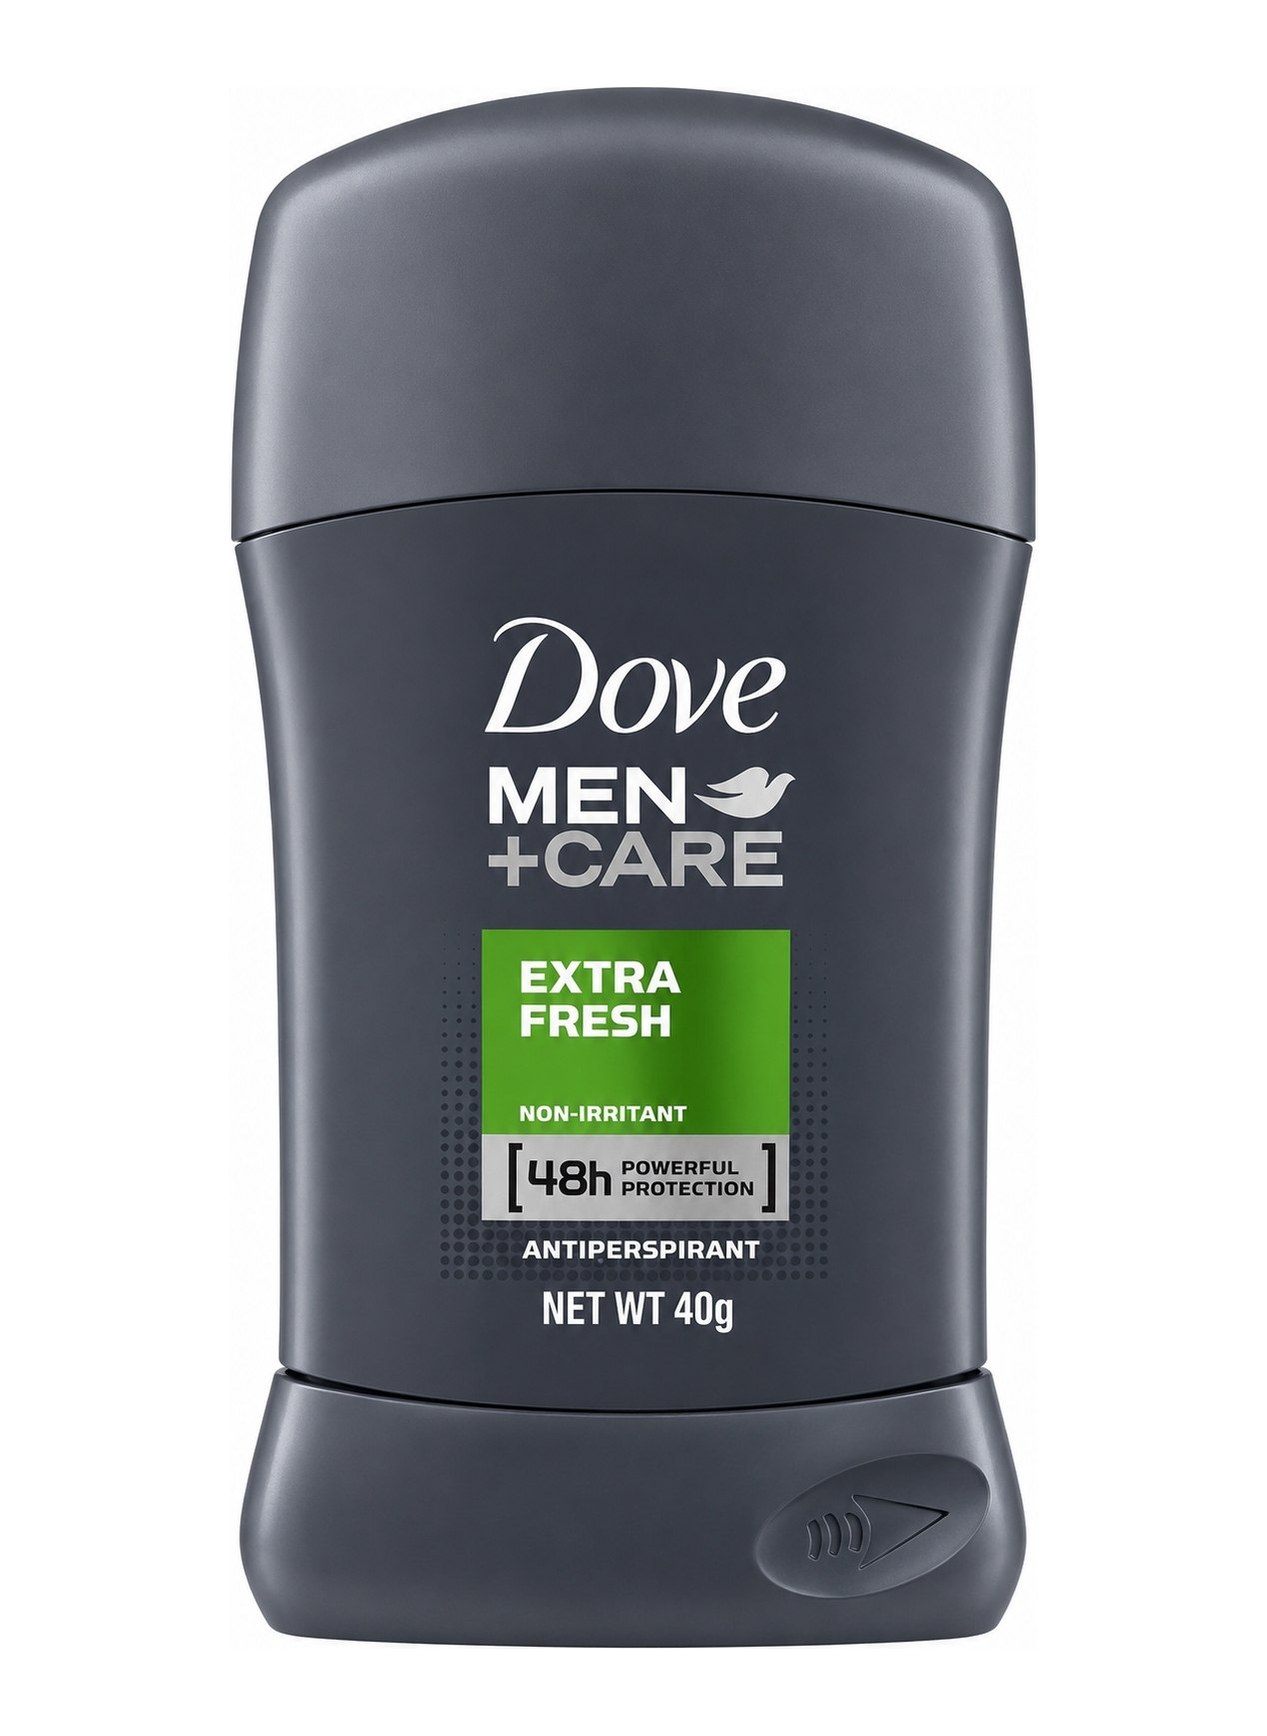 Dove
MEN
+CARE
EXTRA
FRESH
NON-IRRITANT
[48h POWERFUL
PROTECTION]
ANTIPERSPIRANT
NET WT 40g